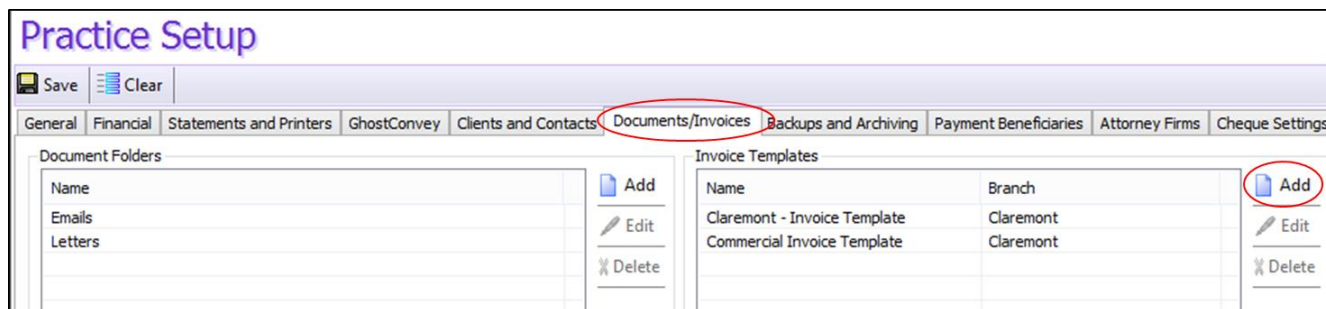 Practice Setup
Save Clear
General Financial Statements and Printers GhostConvey Clients and Contacts Documents/Invoices Backups and Archiving Payment Beneficiaries Attorney Firms Cheque Settings
Document Folders
Name
Emails
Letters
Add
Edit
Delete
Invoice Templates
Name Branch
Claremont - Invoice Template Claremont
Commercial Invoice Template Claremont
Add
Edit
Delete